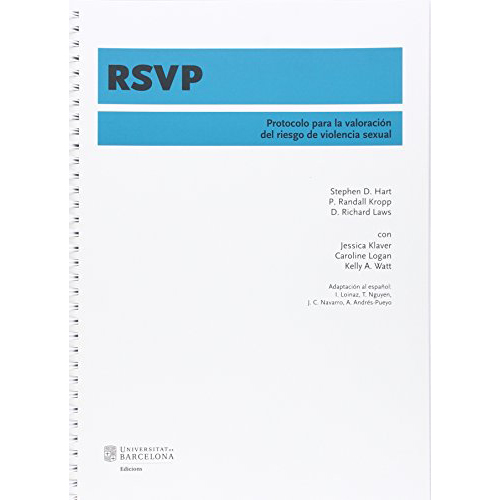 RSVP
Protocolo para la valoración
del riesgo de violencia sexual
Stephen D. Hart
P. Randall Kropp
D. Richard Laws
con
Jessica Klaver
Caroline Logan
Kelly A. Watt
Adaptación al español:
I. Loinaz, T. Nguyen,
J. C. Navarro, A. Andrés-Pueyo
UNIVERSITAT DE
BARCELONA
Edicions